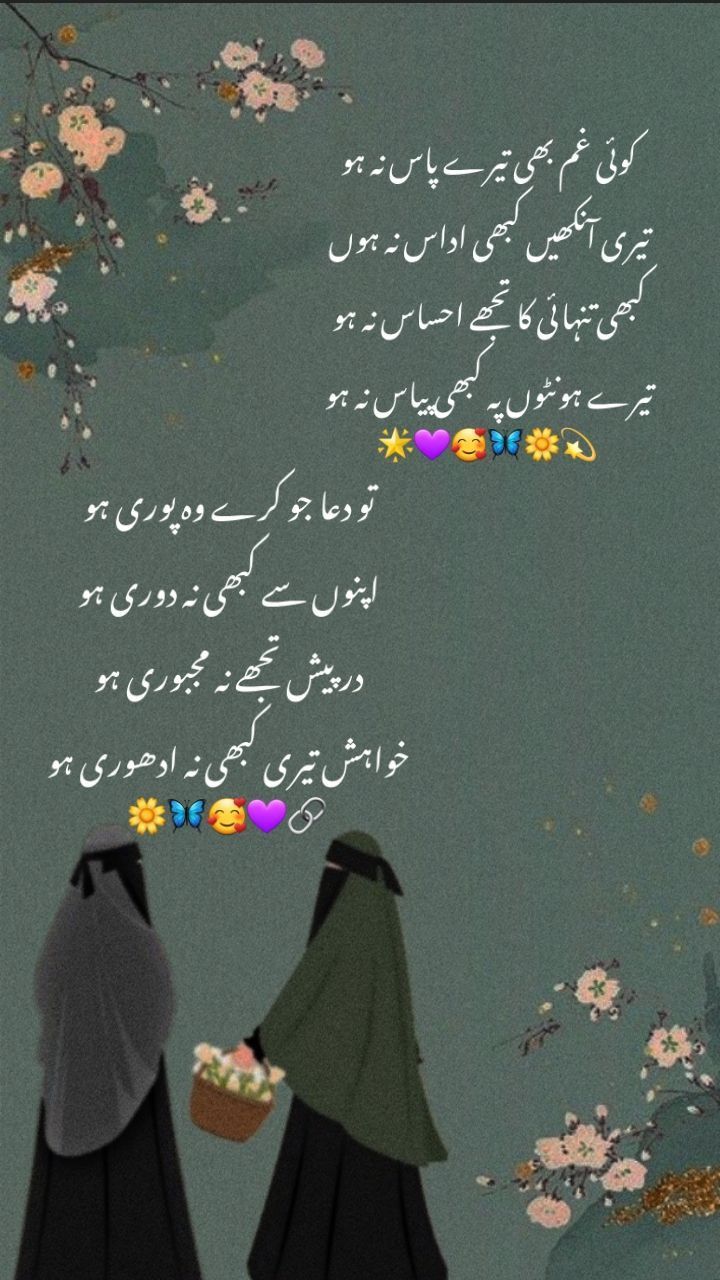 کوئی غم بھی تیرے پاس نہ ہو
تیری آنکھیں کبھی اداس نہ ہوں
کبھی تنہائی کا تجھے احساس نہ ہو
تیرے ہونٹوں پہ کبھی پیاس نہ ہو
🌟💜🥰🦋🌼💫
تو دعا جو کرے وہ پوری ہو
اپنوں سے کبھی نہ دوری ہو
درپیش تجھے نہ مجبوری ہو
خواہش تیری کبھی نہ ادھوری ہو
🌼🦋🥰💜🔗